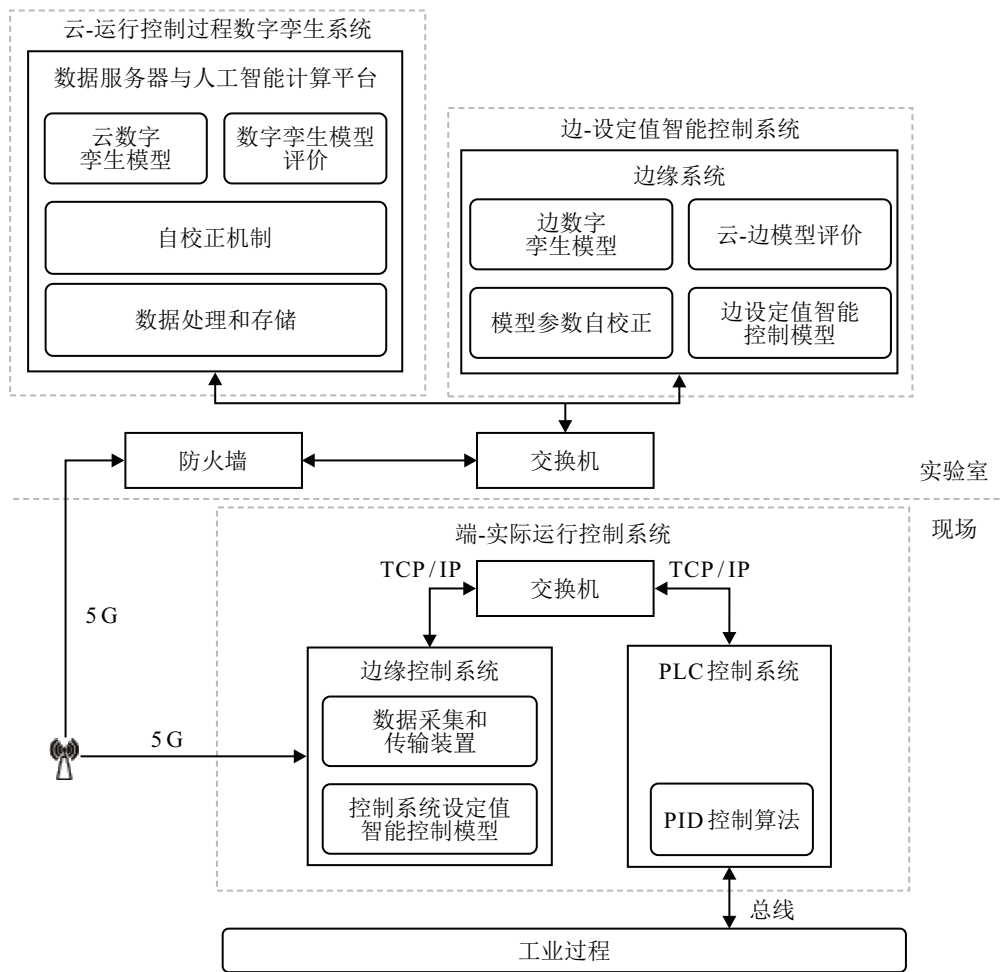 云-运行控制过程数字孪生系统
数据服务器与人工智能计算平台
云数字
孪生模型
数字孪生模型
评价
自校正机制
数据处理和存储
边-设定值智能控制系统
边缘系统
边数字
孪生模型
云-边模型评价
模型参数自校正
边设定值智能
控制模型
防火墙
交换机
实验室
现场
端-实际运行控制系统
TCP/IP
交换机
TCP/IP
5G
边缘控制系统
数据采集和
传输装置
控制系统设定值
智能控制模型
PLC控制系统
PID控制算法
5G
总线
工业过程